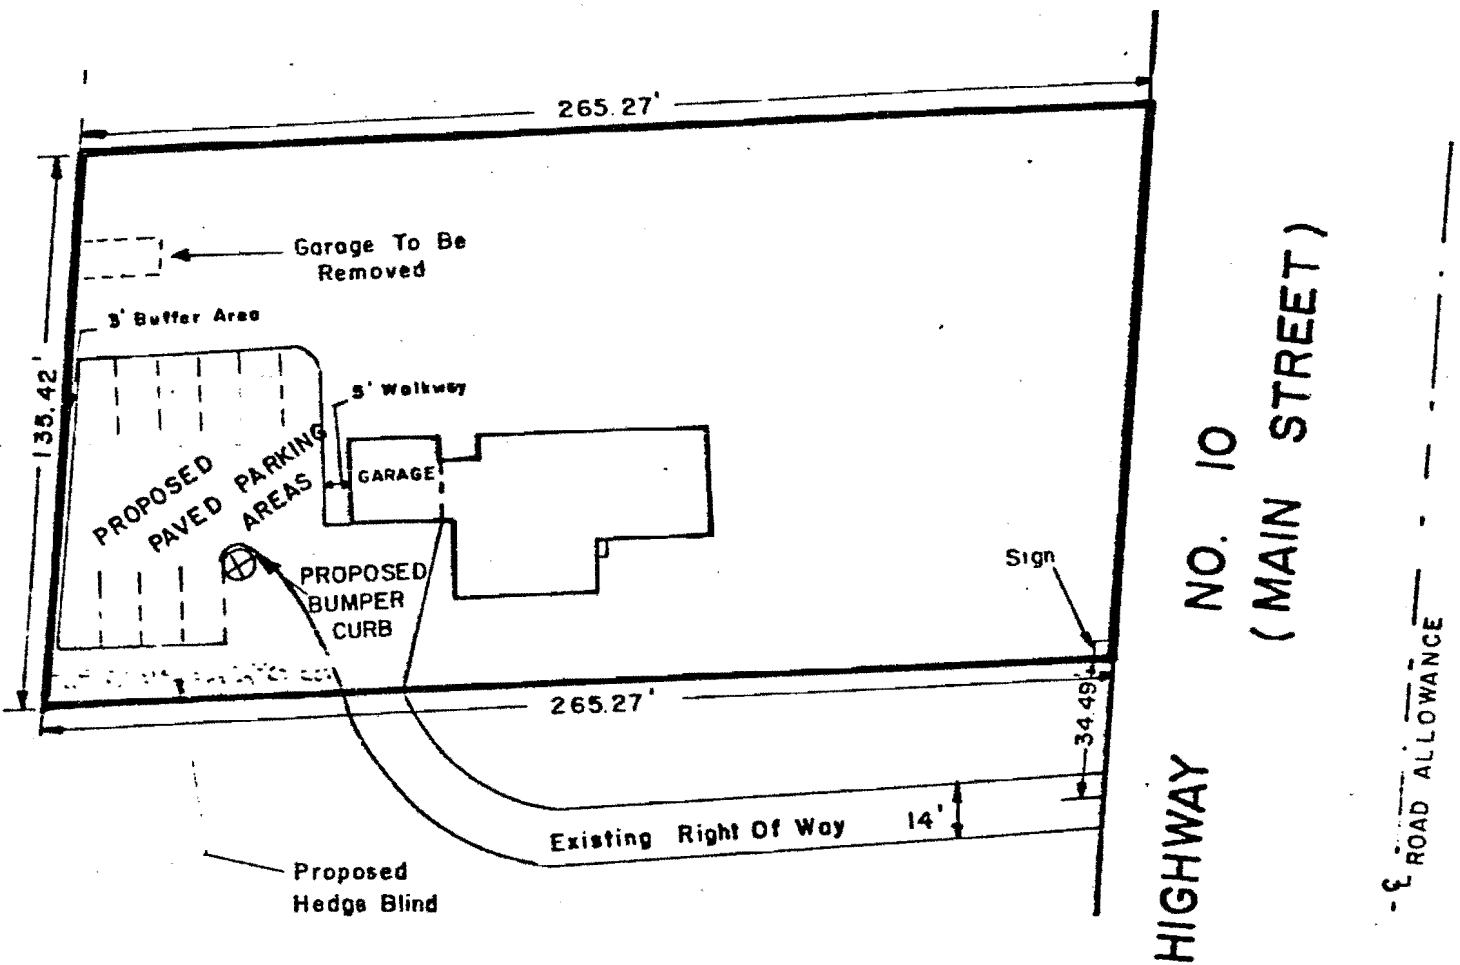 265.27'
Garage To Be
Removed
3' Buffer Area
135.42'
5' Walkway
GARAGE
PROPOSED
PAVED PARKING
AREAS
PROPOSED
BUMPER
CURB
Sign
265.27'
34.49'
Existing Right Of Way
14'
Proposed
Hedge Blind
HIGHWAY NO. 10
(MAIN STREET)
℄ ROAD ALLOWANCE